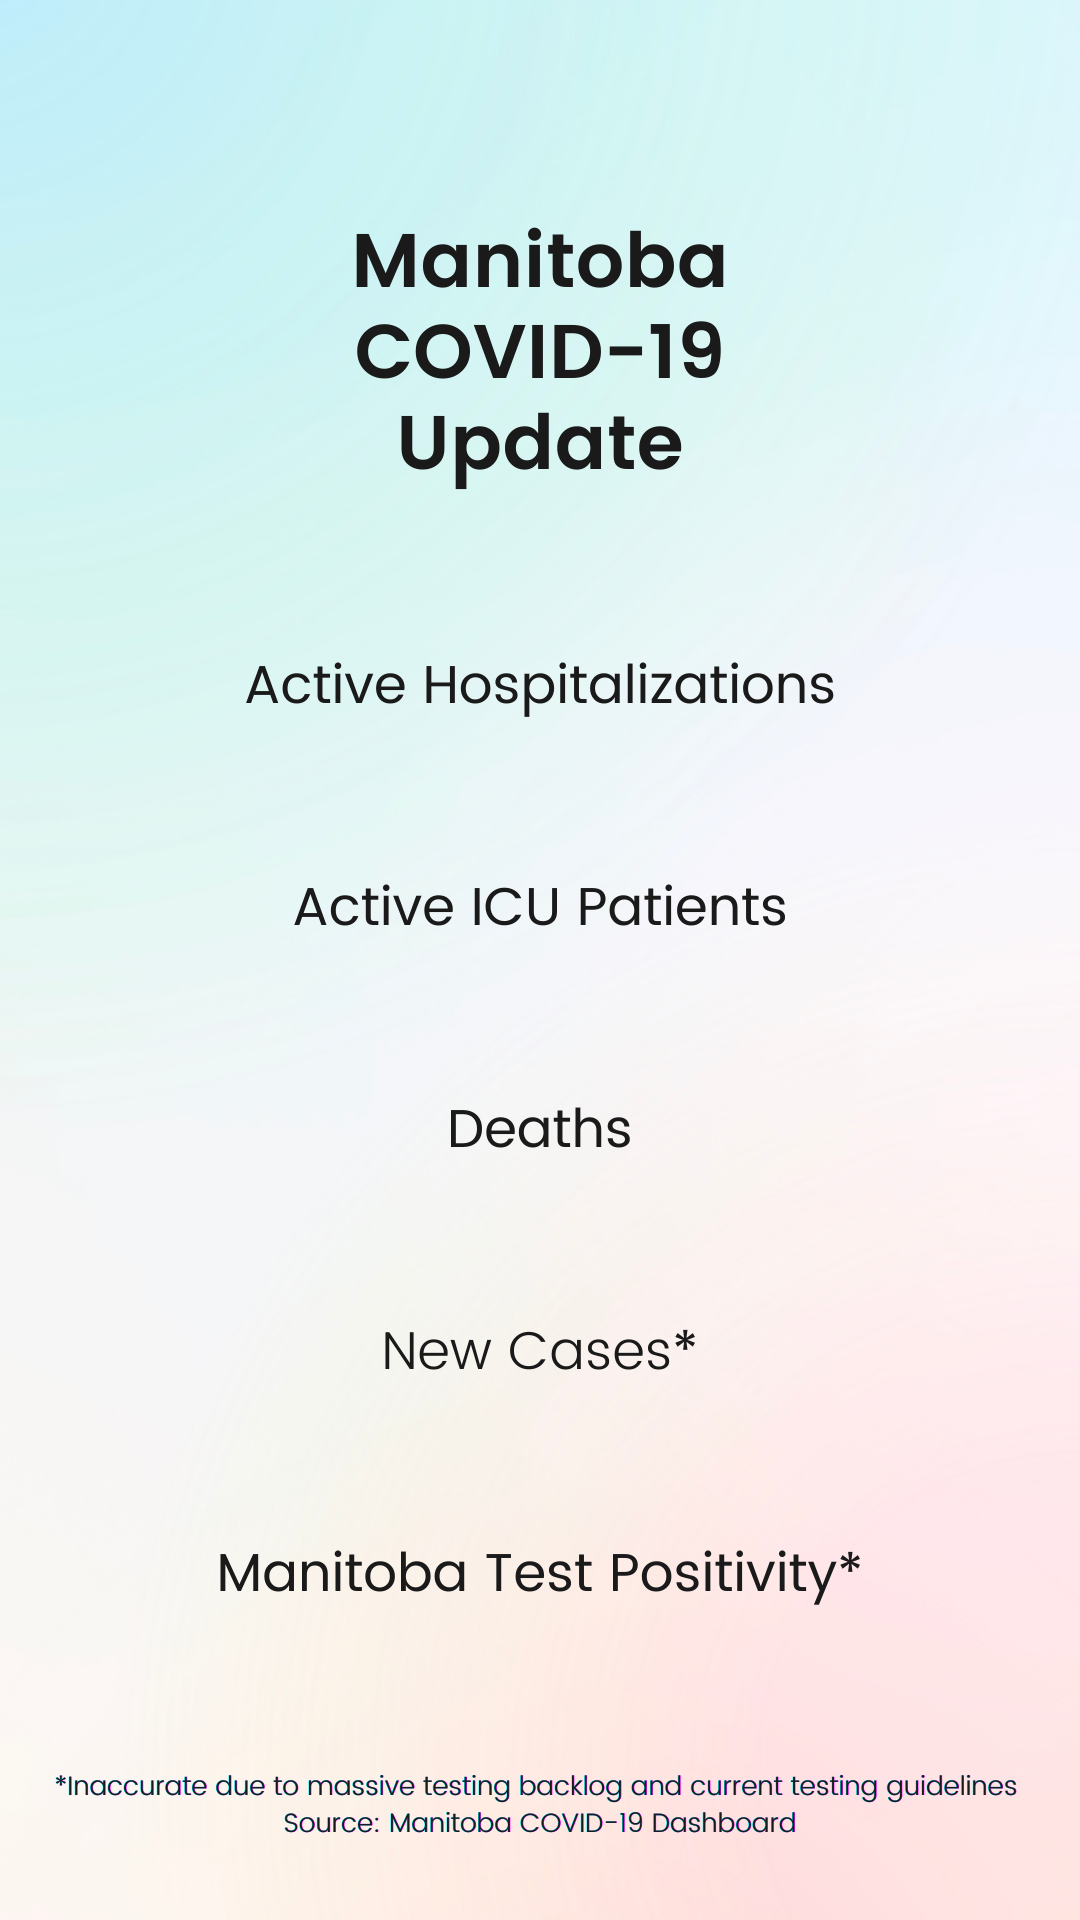 Manitoba
COVID-19
Update
Active Hospitalizations
Active ICU Patients
Deaths
New Cases*
Manitoba Test Positivity*
*Inaccurate due to massive testing backlog and current testing guidelines
Source: Manitoba COVID-19 Dashboard